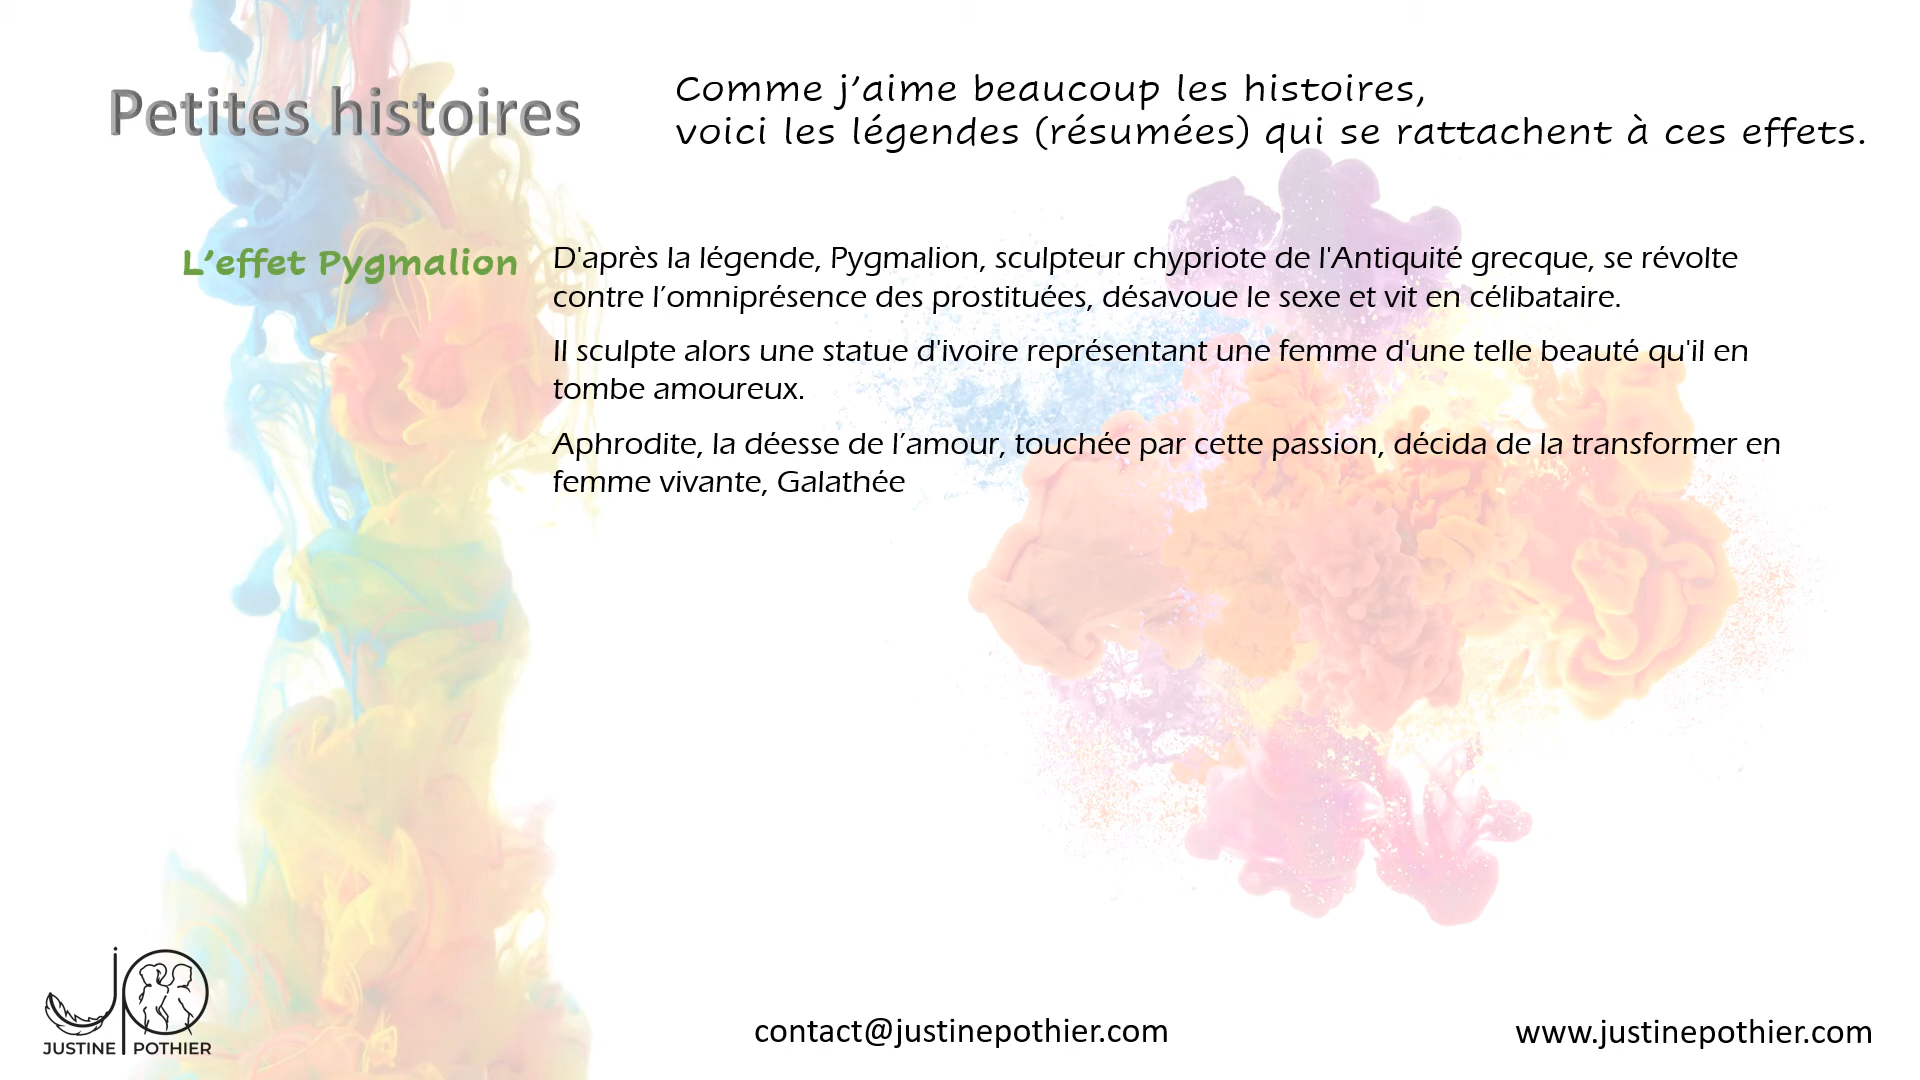 Petites histoires
Comme j’aime beaucoup les histoires,
voici les légendes (résumées) qui se rattachent à ces effets.
L’effet Pygmalion
D'après la légende, Pygmalion, sculpteur chypriote de l'Antiquité grecque, se révolte
contre l’omniprésence des prostituées, désavoue le sexe et vit en célibataire.
Il sculpte alors une statue d'ivoire représentant une femme d'une telle beauté qu'il en
tombe amoureux.
Aphrodite, la déesse de l’amour, touchée par cette passion, décida de la transformer en
femme vivante, Galathée
JUSTINE POTHIER
contact@justinepothier.com
www.justinepothier.com